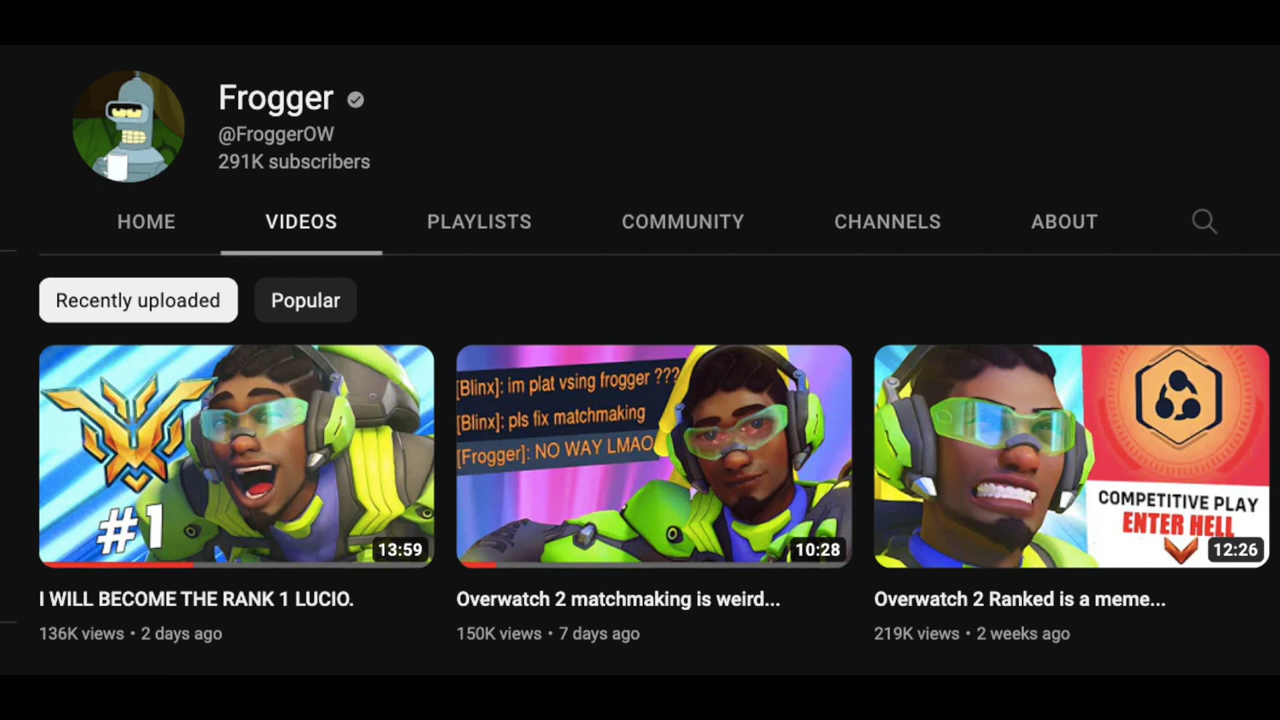 Frogger
@FroggerOW
291K subscribers
HOME VIDEOS PLAYLISTS COMMUNITY CHANNELS ABOUT
Recently uploaded Popular
[Blinx]: im plat vsing frogger ???
[Blinx]: pls fix matchmaking
[Frogger]: NO WAY LMAO
#1
COMPETITIVE PLAY
ENTER HELL
13:59 10:28 12:26
I WILL BECOME THE RANK 1 LUCIO. Overwatch 2 matchmaking is weird... Overwatch 2 Ranked is a meme...
136K views • 2 days ago 150K views • 7 days ago 219K views • 2 weeks ago